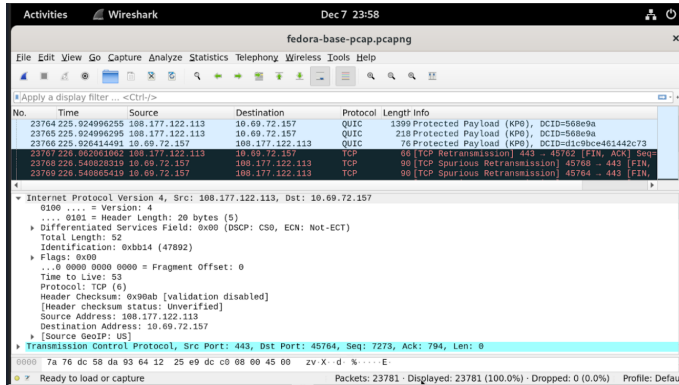 Activities Wireshark Dec 7 23:58
fedora-base-pcap.pcapng
File Edit View Go Capture Analyze Statistics Telephony Wireless Tools Help
Apply a display filter ... <Ctrl-/>
No. Time Source Destination Protocol Length Info
23764 225.924996255 108.177.122.113 10.69.72.157 QUIC 1399 Protected Payload (KP0), DCID=568e9a
23765 225.924996295 108.177.122.113 10.69.72.157 QUIC 218 Protected Payload (KP0), DCID=568e9a
23766 225.926414491 10.69.72.157 108.177.122.113 QUIC 76 Protected Payload (KP0), DCID=d1c9bce461442c73
23767 226.062061062 108.177.122.113 10.69.72.157 TCP 66 [TCP Retransmission] 443 → 45762 [FIN, ACK] Seq=
23768 226.540828319 10.69.72.157 108.177.122.113 TCP 90 [TCP Spurious Retransmission] 45768 → 443 [FIN,
23769 226.540865419 10.69.72.157 108.177.122.113 TCP 90 [TCP Spurious Retransmission] 45764 → 443 [FIN,
Internet Protocol Version 4, Src: 108.177.122.113, Dst: 10.69.72.157
0100 .... = Version: 4
.... 0101 = Header Length: 20 bytes (5)
Differentiated Services Field: 0x00 (DSCP: CS0, ECN: Not-ECT)
Total Length: 52
Identification: 0xbb14 (47892)
Flags: 0x00
...0 0000 0000 0000 = Fragment Offset: 0
Time to Live: 53
Protocol: TCP (6)
Header Checksum: 0x90ab [validation disabled]
[Header checksum status: Unverified]
Source Address: 108.177.122.113
Destination Address: 10.69.72.157
[Source GeoIP: US]
Transmission Control Protocol, Src Port: 443, Dst Port: 45764, Seq: 7273, Ack: 794, Len: 0
0000 7a 76 dc 58 da 93 64 12 25 e9 dc c0 08 00 45 00 zv·X··d· %·····E·
Ready to load or capture Packets: 23781 · Displayed: 23781 (100.0%) · Dropped: 0 (0.0%) Profile: Defau